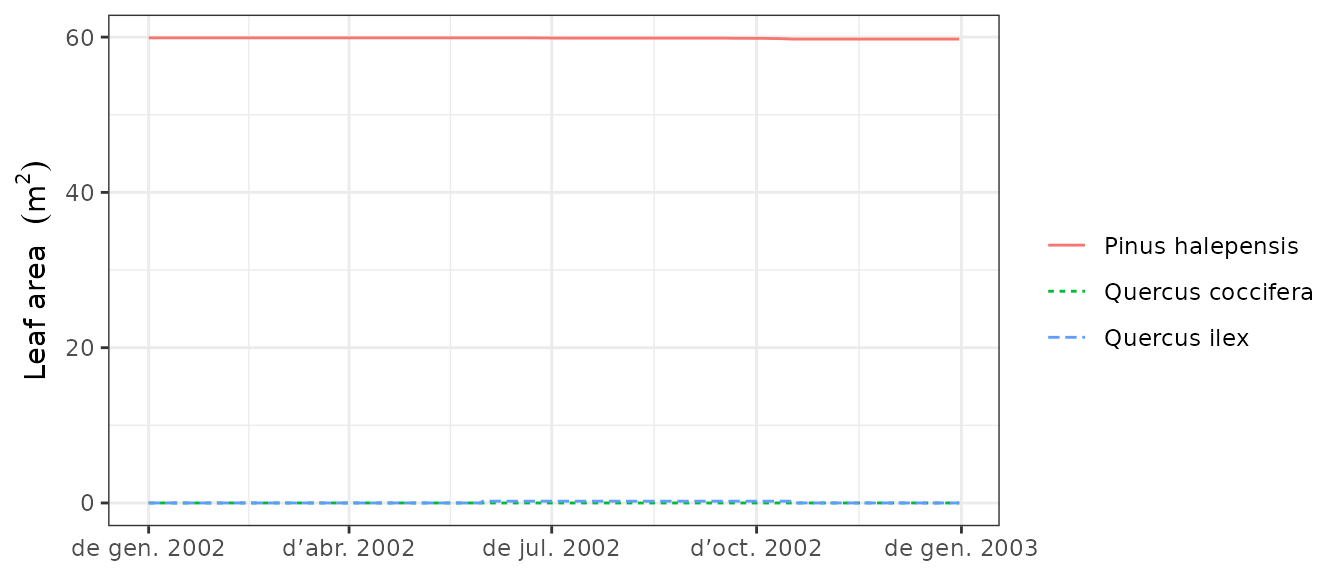 Leaf area (m²)
60
40
20
0
de gen. 2002
d’abr. 2002
de jul. 2002
d’oct. 2002
de gen. 2003
Pinus halepensis
Quercus coccifera
Quercus ilex